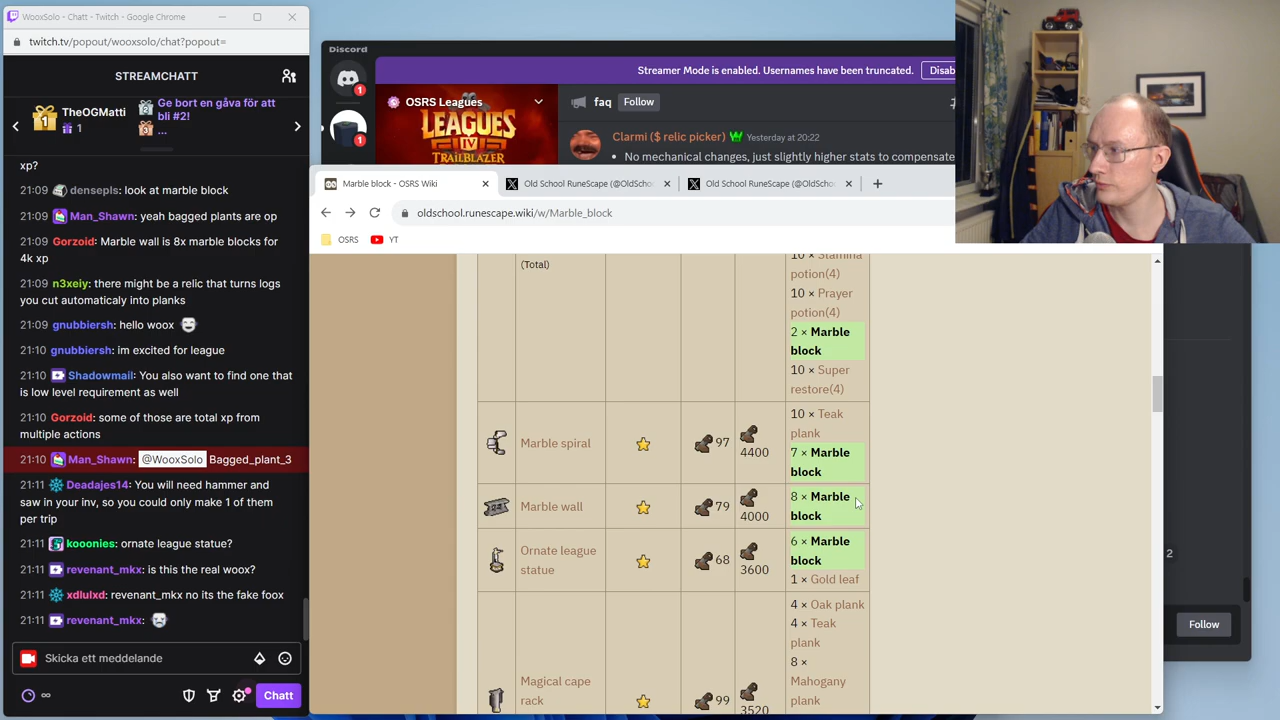 WooxSolo - Chatt - Twitch - Google Chrome
twitch.tv/popout/wooxsolo/chat?popout=
STREAMCHATT
1
TheOGMatti
1
2
Ge bort en gåva för att
bli #2!
3
...
xp?
21:09 densepls: look at marble block
21:09 Man_Shawn: yeah bagged plants are op
21:09 Gorzoid: Marble wall is 8x marble blocks for
4k xp
21:09 n3xeiy: there might be a relic that turns logs
you cut automaticaly into planks
21:09 gnubbiersh: hello woox
21:10 gnubbiersh: im excited for league
21:10 Shadowmail: You also want to find one that
is low level requirement as well
21:10 Gorzoid: some of those are total xp from
multiple actions
21:10 Man_Shawn: @WooxSolo Bagged_plant_3
21:10 Deadajes14: You will need hammer and
saw in your inv, so you could only make 1 of them
per trip
21:11 kooonies: ornate league statue?
21:11 revenant_mkx: is this the real woox?
21:11 xdlulxd: revenant_mkx no its the fake foox
21:11 revenant_mkx:
Skicka ett meddelande
∞
Chatt
Discord
1
1
Streamer Mode is enabled. Usernames have been truncated.
Disab
OSRS Leagues
LEAGUES
IV
TRAILBLAZER
faq
Follow
Clarmi ($ relic picker) Yesterday at 20:22
• No mechanical changes, just slightly higher stats to compensate
Marble block - OSRS Wiki
Old School RuneScape (@OldScho
Old School RuneScape (@OldScho
oldschool.runescape.wiki/w/Marble_block
OSRS
YT
(Total)
10 × Stamina
potion(4)
10 × Prayer
potion(4)
2 × Marble
block
10 × Super
restore(4)
Marble spiral
97
4400
10 × Teak
plank
7 × Marble
block
Marble wall
79
4000
8 × Marble
block
Ornate league
statue
68
3600
6 × Marble
block
1 × Gold leaf
Magical cape
rack
99
3520
4 × Oak plank
4 × Teak
plank
8 ×
Mahogany
plank
2
Follow